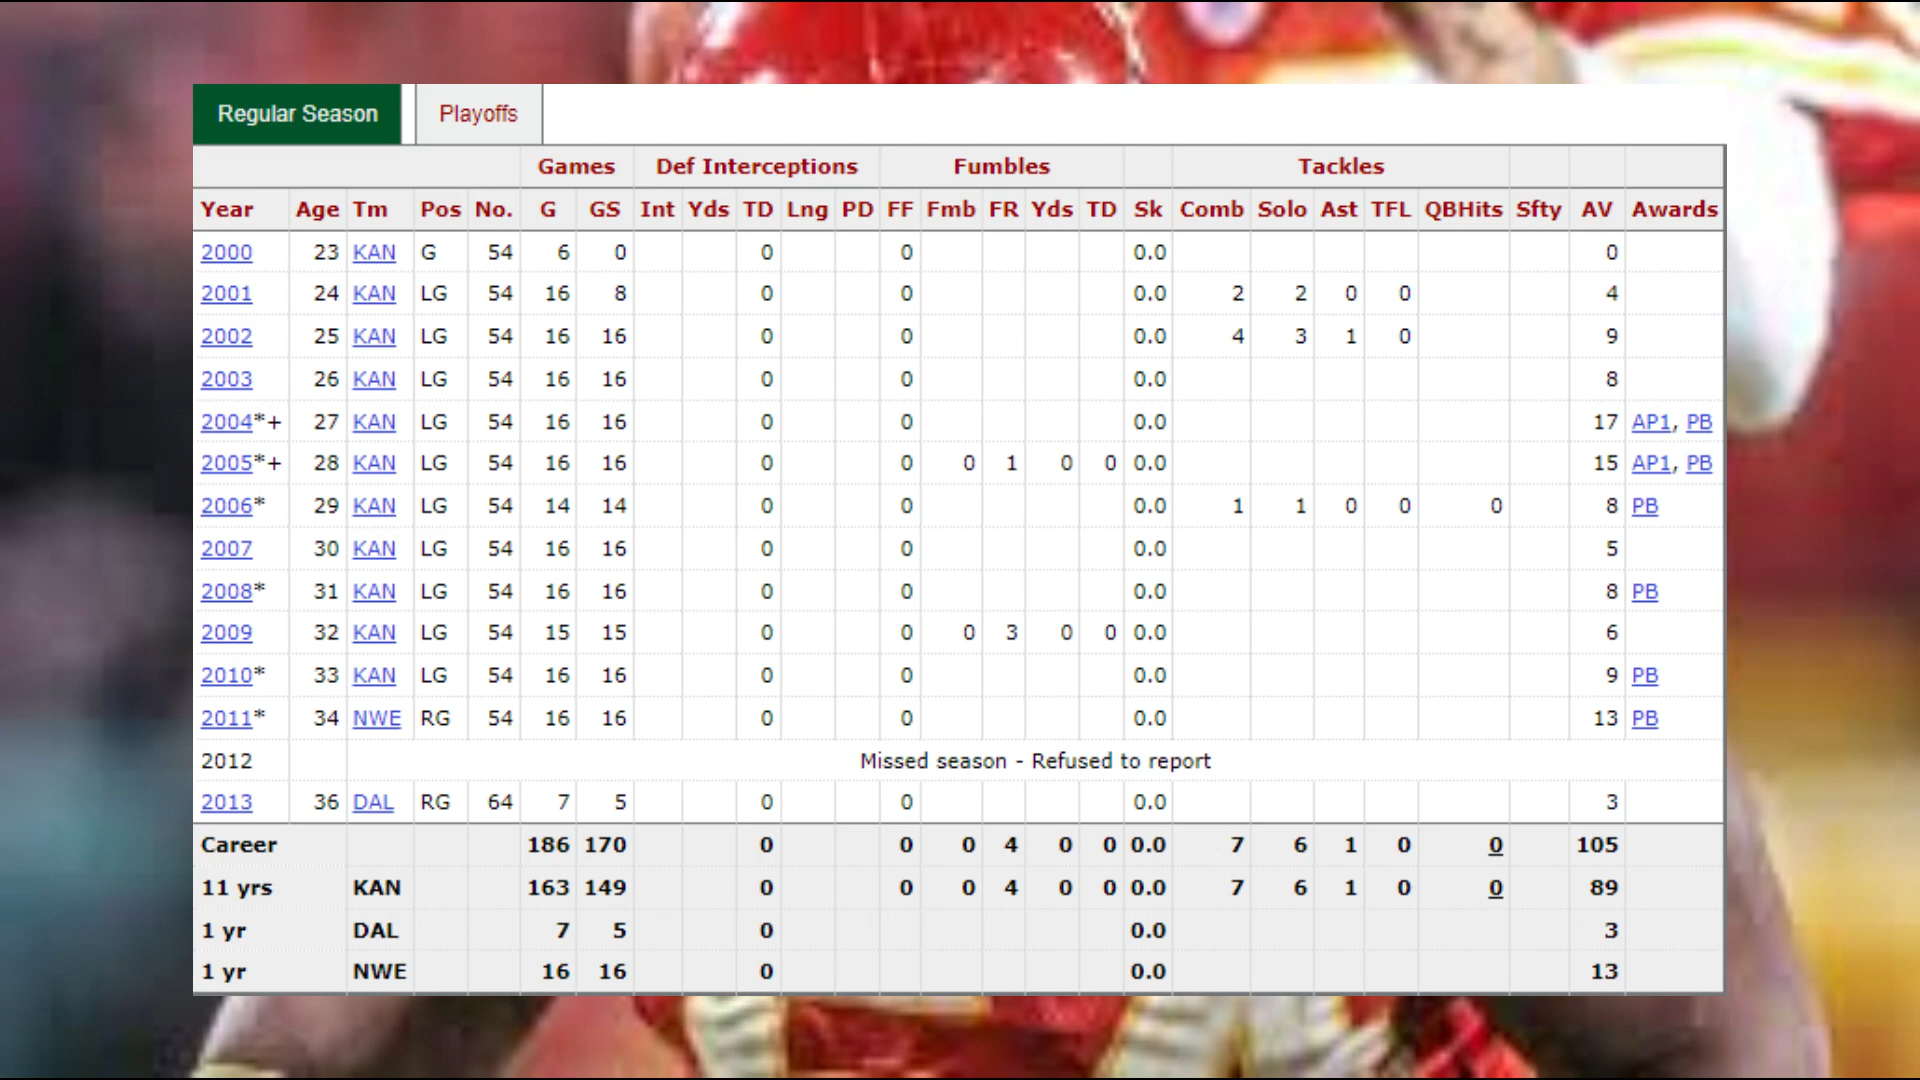 Regular Season Playoffs
Games Def Interceptions Fumbles Tackles
Year Age Tm Pos No. G GS Int Yds TD Lng PD FF Fmb FR Yds TD Sk Comb Solo Ast TFL QBHits Sfty AV Awards
2000 23 KAN G 54 6 0 0 0 0.0 0
2001 24 KAN LG 54 16 8 0 0 0.0 2 2 0 0 4
2002 25 KAN LG 54 16 16 0 0 0.0 4 3 1 0 9
2003 26 KAN LG 54 16 16 0 0 0.0 8
2004*+ 27 KAN LG 54 16 16 0 0 0.0 17 AP1, PB
2005*+ 28 KAN LG 54 16 16 0 0 0 1 0 0 0.0 15 AP1, PB
2006* 29 KAN LG 54 14 14 0 0 0.0 1 1 0 0 0 8 PB
2007 30 KAN LG 54 16 16 0 0 0.0 5
2008* 31 KAN LG 54 16 16 0 0 0.0 8 PB
2009 32 KAN LG 54 15 15 0 0 0 3 0 0 0.0 6
2010* 33 KAN LG 54 16 16 0 0 0.0 9 PB
2011* 34 NWE RG 54 16 16 0 0 0.0 13 PB
2012 Missed season - Refused to report
2013 36 DAL RG 64 7 5 0 0 0.0 3
Career 186 170 0 0 0 4 0 0 0.0 7 6 1 0 0 105
11 yrs KAN 163 149 0 0 0 4 0 0 0.0 7 6 1 0 0 89
1 yr DAL 7 5 0 0.0 3
1 yr NWE 16 16 0 0.0 13